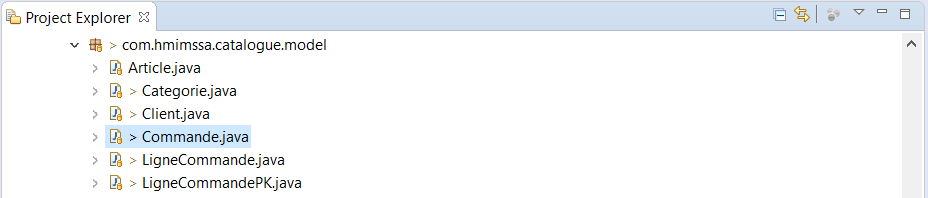 Project Explorer
> com.hmimssa.catalogue.model
Article.java
> Categorie.java
> Client.java
> Commande.java
> LigneCommande.java
> LigneCommandePK.java